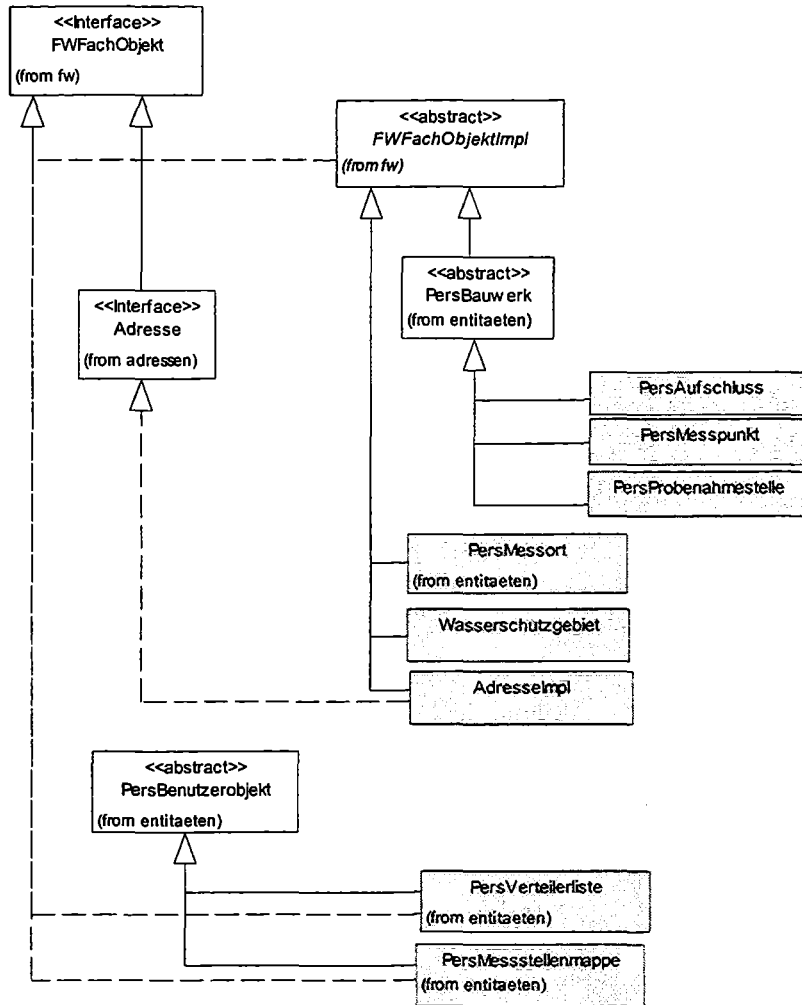 <<Interface>>
FWFachObjekt
(from fw)
<<abstract>>
FWFachObjektImpl
(from fw)
<<abstract>>
PersBauwerk
(from entitaeten)
<<Interface>>
Adresse
(from adressen)
PersAufschluss
PersMesspunkt
PersProbenahmestelle
PersMessort
(from entitaeten)
Wasserschutzgebiet
AdresseImpl
<<abstract>>
PersBenutzerobjekt
(from entitaeten)
PersVerteilerliste
(from entitaeten)
PersMessstellenmappe
(from entitaeten)